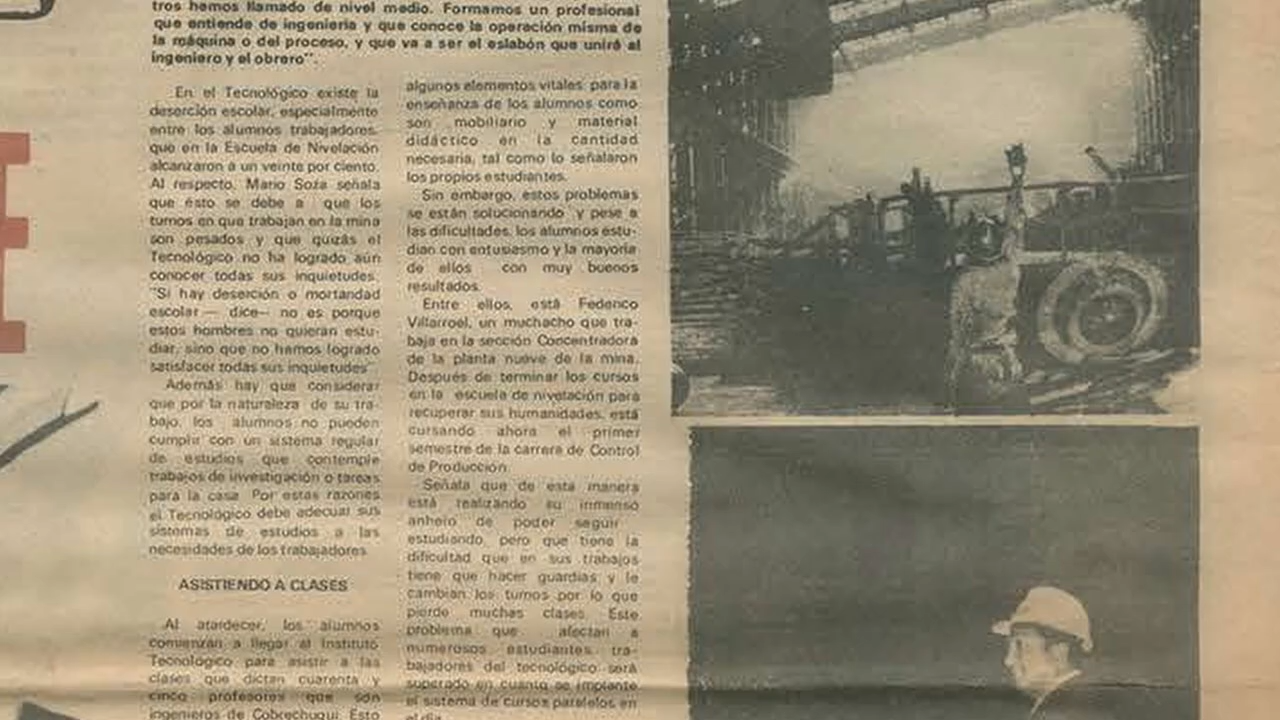 tros hemos llamado de nivel medio. Formamos un profesional
que entiende de ingeniería y que conoce la operación misma de
la máquina o del proceso, y que va a ser el eslabón que unirá al
ingeniero y el obrero".
En el Tecnológico existe la
deserción escolar, especialmente
entre los alumnos trabajadores,
que en la Escuela de Nivelación
alcanzaron a un veinte por ciento.
Al respecto, Mario Soza señala
que ésto se debe a que los
turnos en que trabajan en la mina
son pesados y que quizás el
Tecnológico no ha logrado aún
conocer todas sus inquietudes.
"Si hay deserción o mortandad
escolar — dice— no es porque
estos hombres no quieran estu-
diar, sino que no hemos logrado
satisfacer todas sus inquietudes"
Además hay que considerar
que por la naturaleza de su tra-
bajo, los alumnos no pueden
cumplir con un sistema regular
de estudios que contemple
trabajos de investigación o tareas
para la casa. Por estas razones
el Tecnológico debe adecuar sus
sistemas de estudios a las
necesidades de los trabajadores.
ASISTIENDO A CLASES
Al atardecer, los alumnos
comienzan a llegar al Instituto
Tecnológico para asistir a las
clases que dictan cuarenta y
cinco profesores que son
ingenieros de Cobrechuqui. Esto
algunos elementos vitales para la
enseñanza de los alumnos como
son mobiliario y material
didáctico en la cantidad
necesaria, tal como lo señalaron
los propios estudiantes.
Sin embargo, estos problemas
se están solucionando y pese a
las dificultades, los alumnos estu-
dian con entusiasmo y la mayoría
de ellos con muy buenos
resultados.
Entre ellos, está Federico
Villarroel, un muchacho que tra-
baja en la sección Concentradora
de la planta nueva de la mina.
Después de terminar los cursos
en la escuela de nivelación para
recuperar sus humanidades, está
cursando ahora el primer
semestre de la carrera de Control
de Producción.
Señala que de esta manera
está realizando su inmenso
anhelo de poder seguir
estudiando, pero que tiene la
dificultad que en sus trabajos
tiene que hacer guardias y le
cambian los turnos por lo que
pierde muchas clases. Este
problema que afectan a
numerosos estudiantes tra-
bajadores del tecnológico será
superado en cuanto se implante
el sistema de cursos paralelos en
el día.